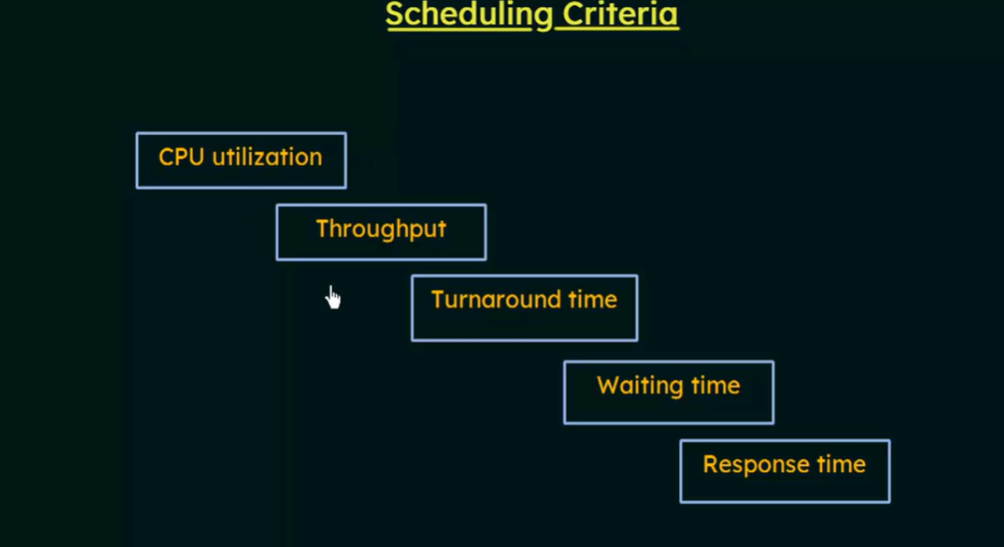 Scheduling Criteria
CPU utilization
Throughput
Turnaround time
Waiting time
Response time